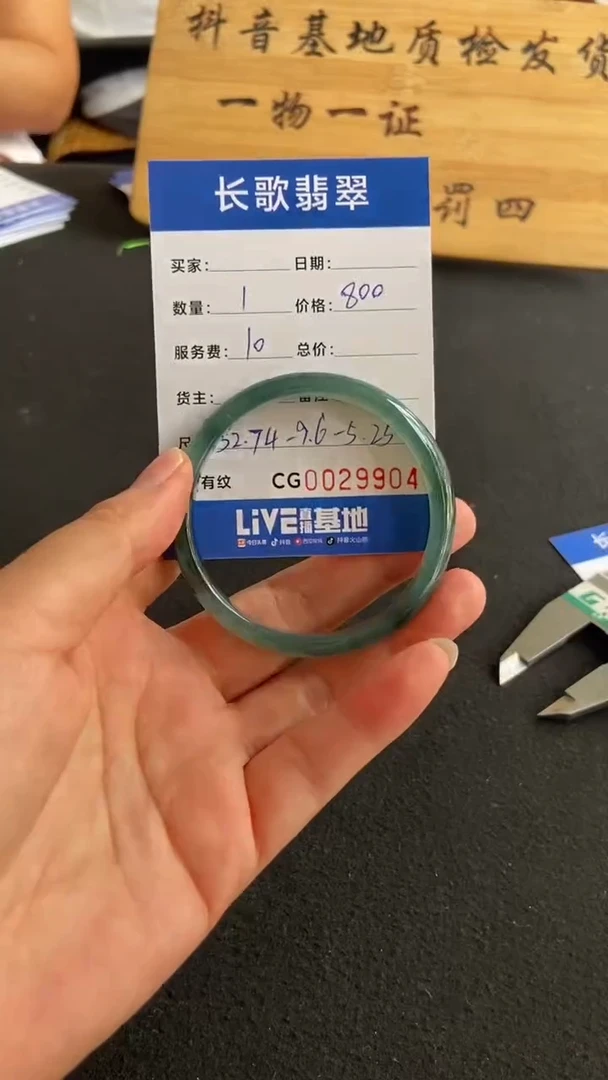 抖音基地质检发货
一物一证
罚四
长歌翡翠
买家: 日期:
数量: 1 价格: 800
服务费: 10 总价:
货主: 备注
尺 52.74-9.6-5.25
有纹 CG0029904
LiVE直播基地
今日头条 抖音 西瓜视频 抖音火山版